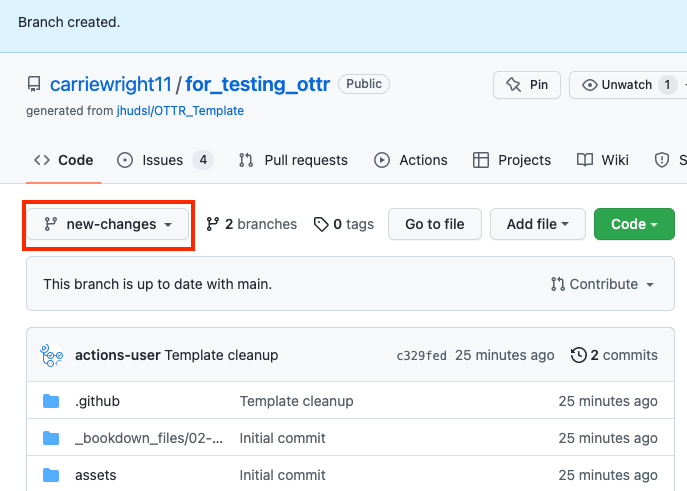 Branch created.
carriewright11 / for_testing_ottr Public Pin Unwatch 1
generated from jhudsl/OTTR_Template
Code Issues 4 Pull requests Actions Projects Wiki S
new-changes 2 branches 0 tags Go to file Add file Code
This branch is up to date with main. Contribute
actions-user Template cleanup c329fed 25 minutes ago 2 commits
.github Template cleanup 25 minutes ago
_bookdown_files/02-... Initial commit 25 minutes ago
assets Initial commit 25 minutes ago